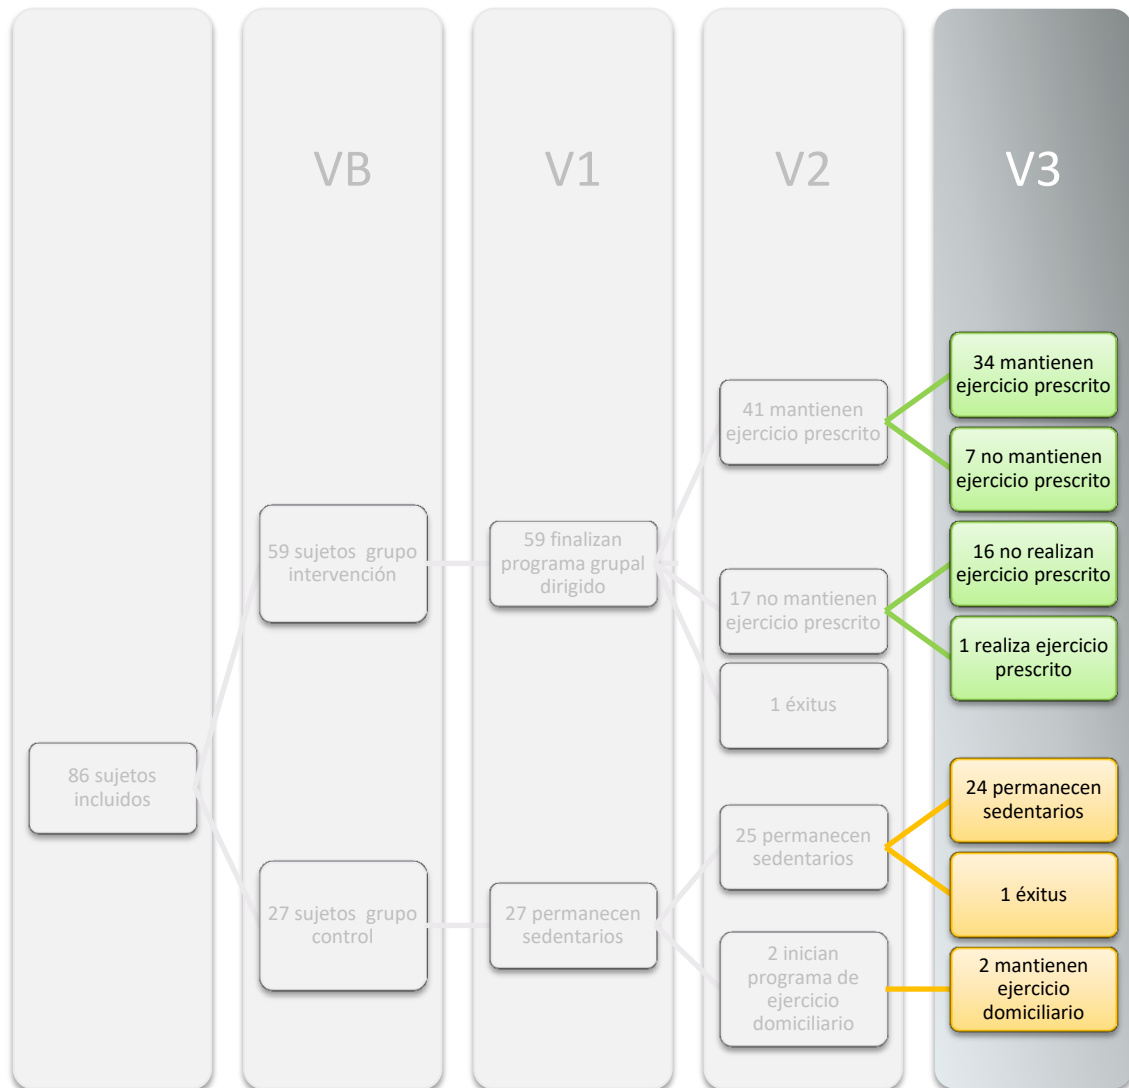 VB
V1
V2
V3
86 sujetos
incluidos
59 sujetos grupo
intervención
27 sujetos grupo
control
59 finalizan
programa grupal
dirigido
27 permanecen
sedentarios
41 mantienen
ejercicio prescrito
17 no mantienen
ejercicio prescrito
1 éxitus
25 permanecen
sedentarios
2 inician
programa de
ejercicio
domiciliario
34 mantienen
ejercicio prescrito
7 no mantienen
ejercicio prescrito
16 no realizan
ejercicio prescrito
1 realiza ejercicio
prescrito
24 permanecen
sedentarios
1 éxitus
2 mantienen
ejercicio
domiciliario